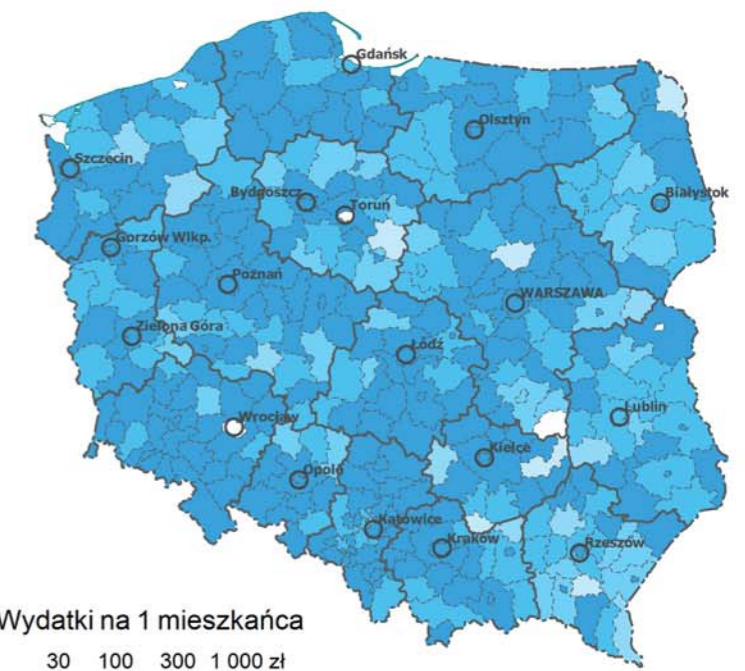 Gdańsk
Olsztyn
Szczecin
Bydgoszcz
Toruń
Białystok
Gorzów Wlkp.
Poznań
WARSZAWA
Zielona Góra
Łódź
Wrocław
Lublin
Kielce
Opole
Katowice
Kraków
Rzeszów
Wydatki na 1 mieszkańca
30 100 300 1 000 zł